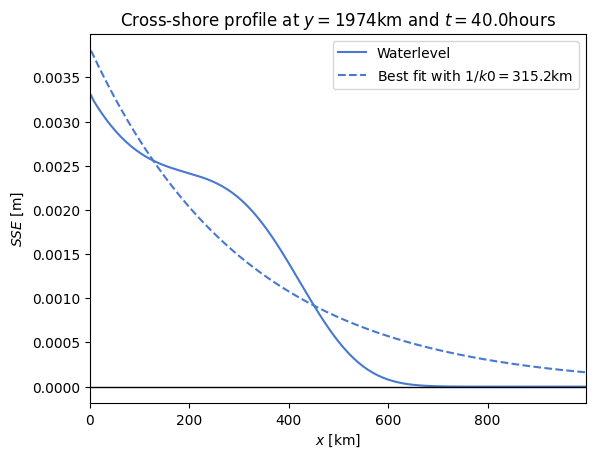 Cross-shore profile at y = 1974km and t = 40.0hours
Waterlevel
Best fit with 1/k0 = 315.2km
0.0035
0.0030
0.0025
0.0020
0.0015
0.0010
0.0005
0.0000
SSE [m]
0 200 400 600 800
x [km]